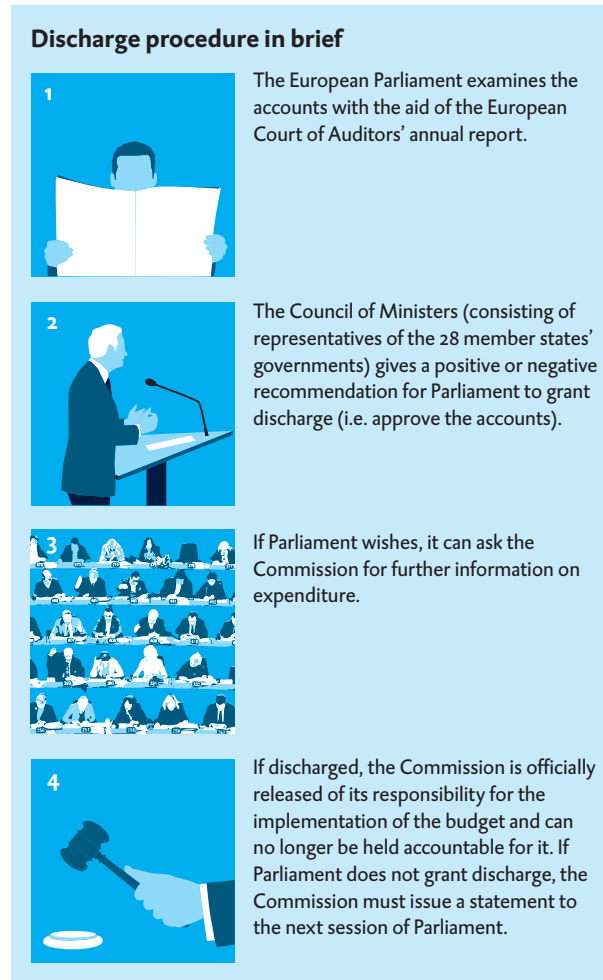 Discharge procedure in brief
1
The European Parliament examines the
accounts with the aid of the European
Court of Auditors’ annual report.
2
The Council of Ministers (consisting of
representatives of the 28 member states’
governments) gives a positive or negative
recommendation for Parliament to grant
discharge (i.e. approve the accounts).
3
If Parliament wishes, it can ask the
Commission for further information on
expenditure.
4
If discharged, the Commission is officially
released of its responsibility for the
implementation of the budget and can
no longer be held accountable for it. If
Parliament does not grant discharge, the
Commission must issue a statement to
the next session of Parliament.